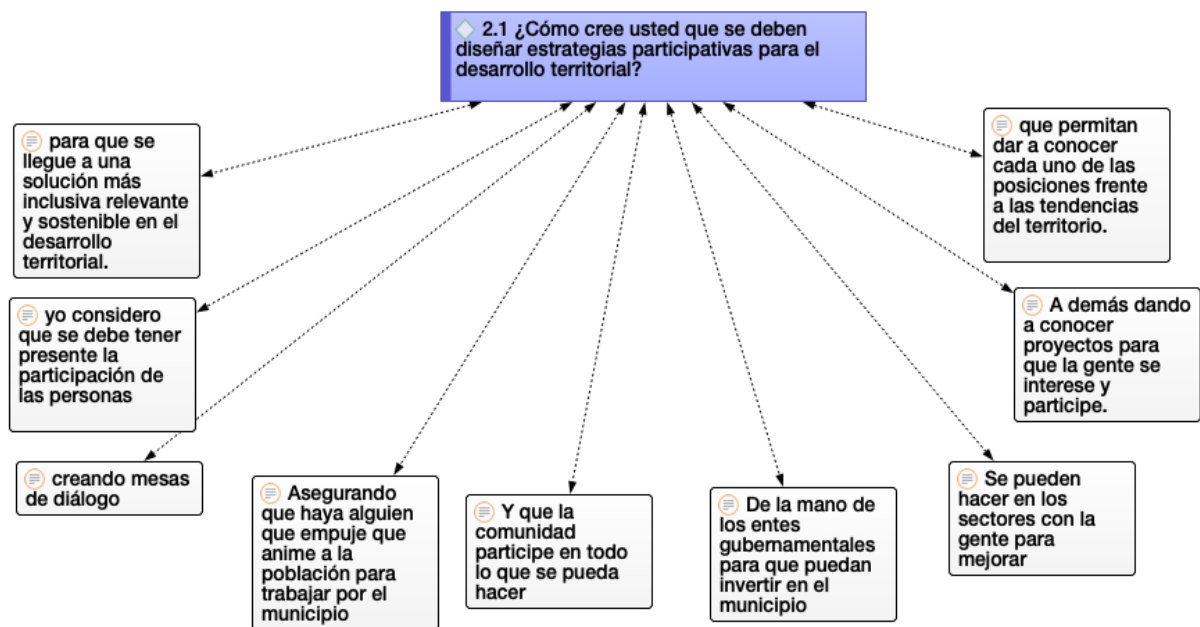 2.1 ¿Cómo cree usted que se deben
diseñar estrategias participativas para el
desarrollo territorial?
para que se
llegue a una
solución más
inclusiva relevante
y sostenible en el
desarrollo
territorial.
que permitan
dar a conocer
cada uno de las
posiciones frente
a las tendencias
del territorio.
yo considero
que se debe tener
presente la
participación de
las personas
A demás dando
a conocer
proyectos para
que la gente se
interese y
participe.
creando mesas
de diálogo
Asegurando
que haya alguien
que empuje que
anime a la
población para
trabajar por el
municipio
Y que la
comunidad
participe en todo
lo que se pueda
hacer
De la mano de
los entes
gubernamentales
para que puedan
invertir en el
municipio
Se pueden
hacer en los
sectores con la
gente para
mejorar